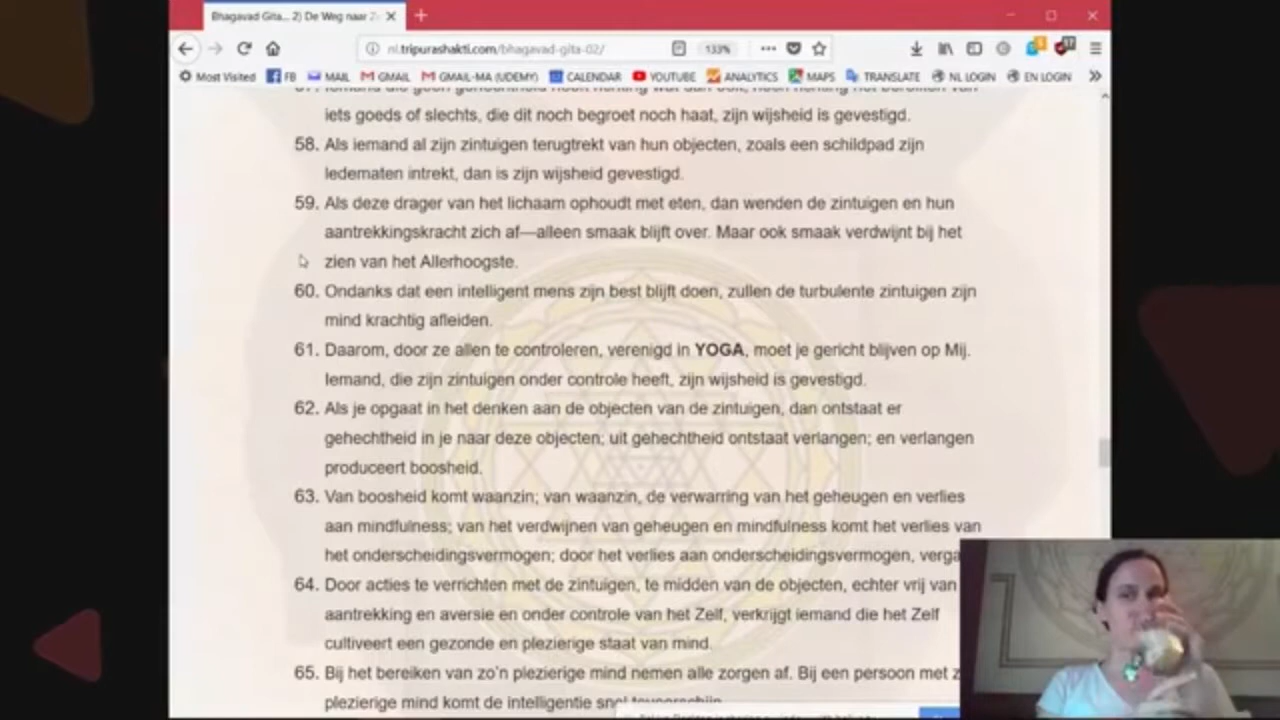 Bhagavad Gita... 2) De Weg naar
nl.tripurashakti.com/bhagavad-gita-02/
133%
Most Visited FB MAIL GMAIL GMAIL-MA (UDEMY) CALENDAR YOUTUBE ANALYTICS MAPS TRANSLATE NL LOGIN EN LOGIN
iets goeds of slechts, die dit noch begroet noch haat, zijn wijsheid is gevestigd.
58. Als iemand al zijn zintuigen terugtrekt van hun objecten, zoals een schildpad zijn
ledematen intrekt, dan is zijn wijsheid gevestigd.
59. Als deze drager van het lichaam ophoudt met eten, dan wenden de zintuigen en hun
aantrekkingskracht zich af—alleen smaak blijft over. Maar ook smaak verdwijnt bij het
zien van het Allerhoogste.
60. Ondanks dat een intelligent mens zijn best blijft doen, zullen de turbulente zintuigen zijn
mind krachtig afleiden.
61. Daarom, door ze allen te controleren, verenigd in YOGA, moet je gericht blijven op Mij.
Iemand, die zijn zintuigen onder controle heeft, zijn wijsheid is gevestigd.
62. Als je opgaat in het denken aan de objecten van de zintuigen, dan ontstaat er
gehechtheid in je naar deze objecten; uit gehechtheid ontstaat verlangen; en verlangen
produceert boosheid.
63. Van boosheid komt waanzin; van waanzin, de verwarring van het geheugen en verlies
aan mindfulness; van het verdwijnen van geheugen en mindfulness komt het verlies van
het onderscheidingsvermogen; door het verlies aan onderscheidingsvermogen, verga
64. Door acties te verrichten met de zintuigen, te midden van de objecten, echter vrij van
aantrekking en aversie en onder controle van het Zelf, verkrijgt iemand die het Zelf
cultiveert een gezonde en plezierige staat van mind.
65. Bij het bereiken van zo'n plezierige mind nemen alle zorgen af. Bij een persoon met z
plezierige mind komt de intelligentie